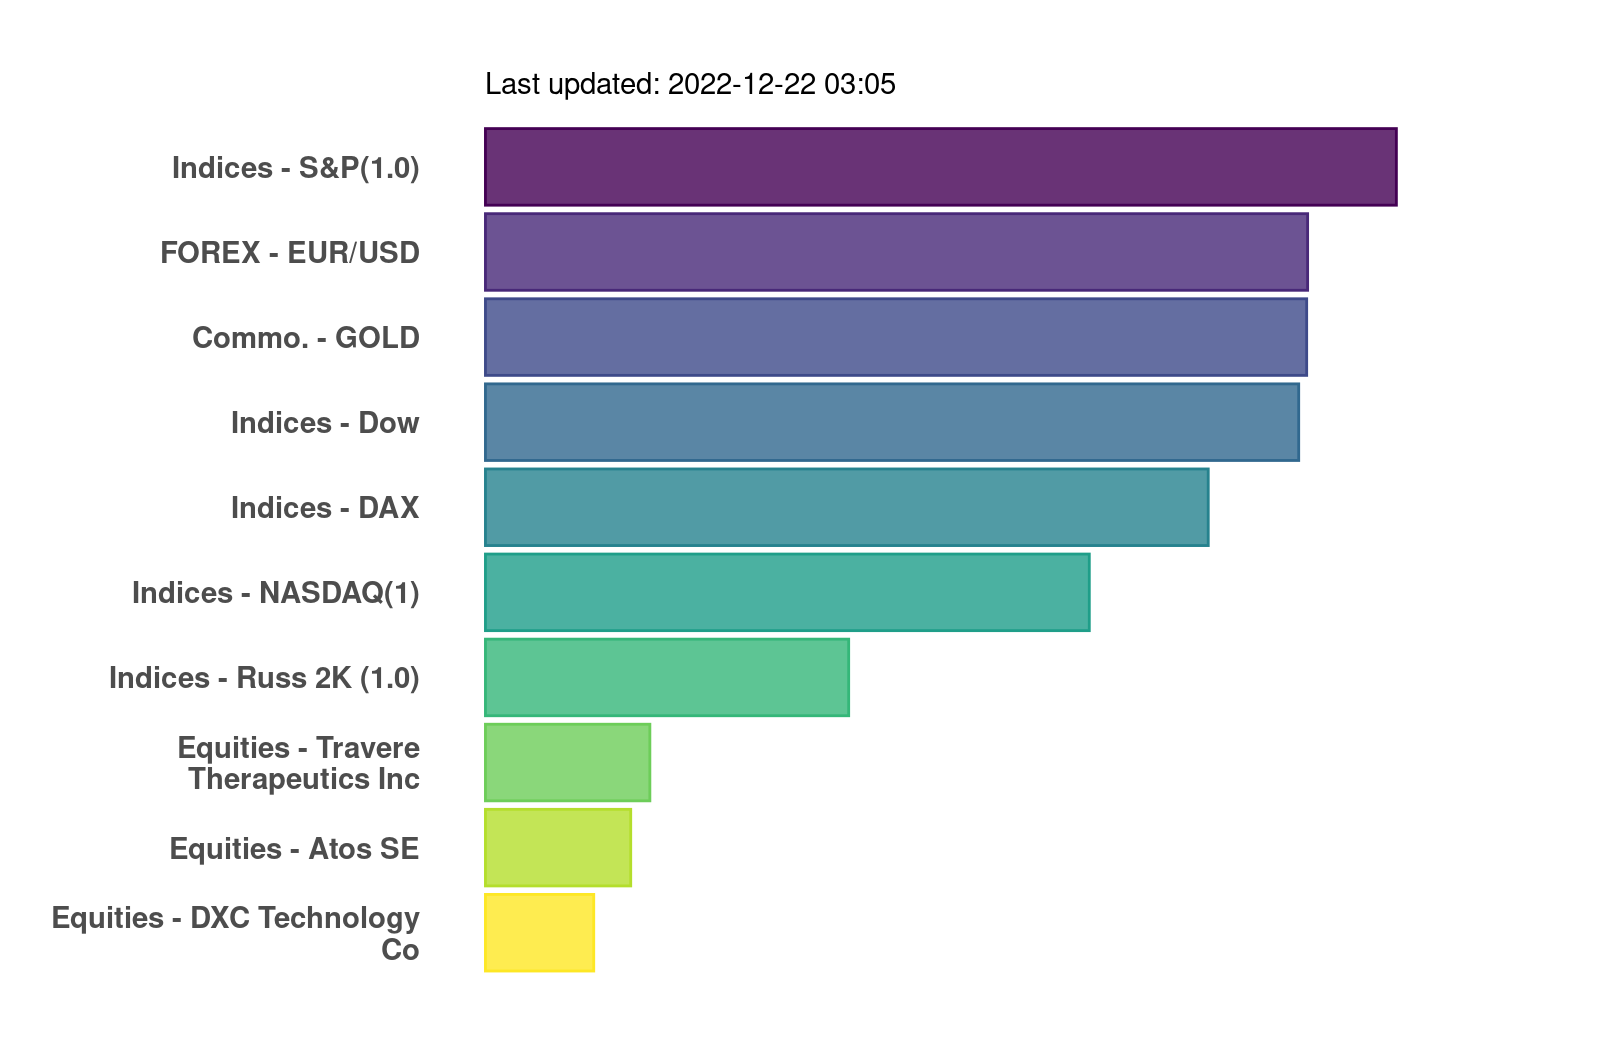 Last updated: 2022-12-22 03:05
Indices - S&P(1.0)
FOREX - EUR/USD
Commo. - GOLD
Indices - Dow
Indices - DAX
Indices - NASDAQ(1)
Indices - Russ 2K (1.0)
Equities - Travere
Therapeutics Inc
Equities - Atos SE
Equities - DXC Technology
Co